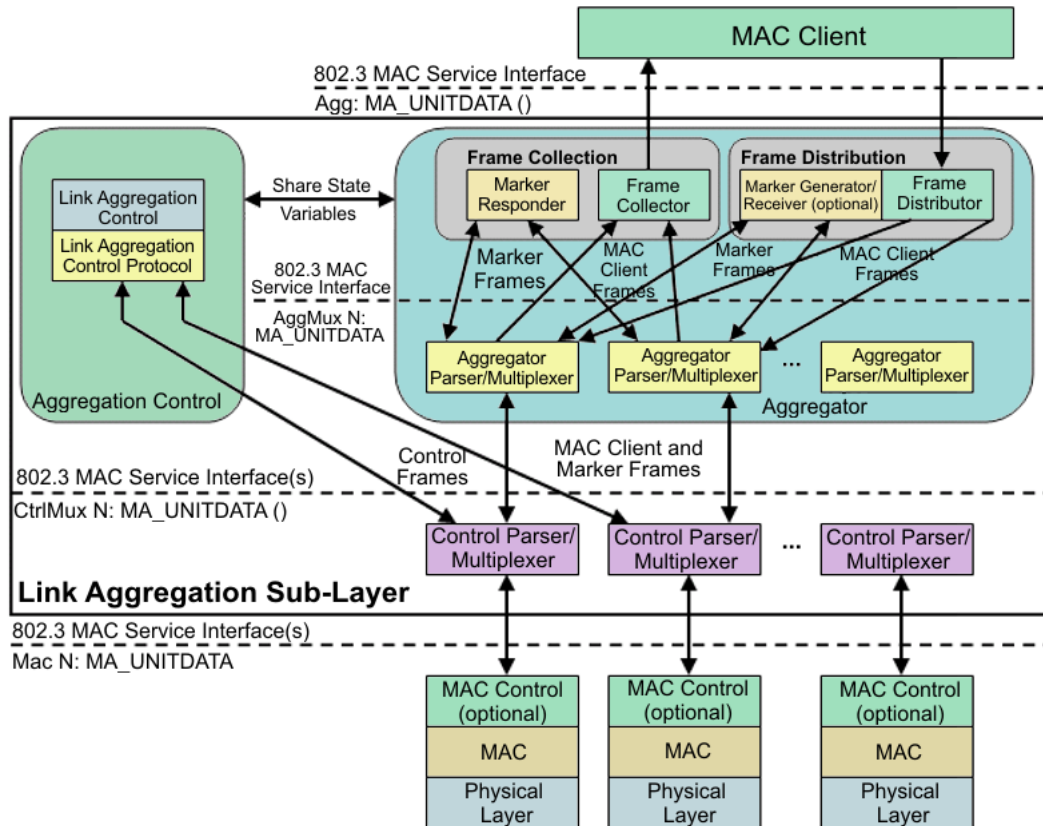 MAC Client
802.3 MAC Service Interface
Agg: MA_UNITDATA ()
Frame Collection
Frame Distribution
Link Aggregation
Control
Link Aggregation
Control Protocol
Share State
Variables
Marker
Responder
Frame
Collector
Marker Generator/
Receiver (optional)
Frame
Distributor
Marker
Frames
MAC
Client
Frames
Marker
Frames
MAC Client
Frames
802.3 MAC
Service Interface
AggMux N:
MA_UNITDATA
Aggregator
Parser/Multiplexer
Aggregator
Parser/Multiplexer
...
Aggregator
Parser/Multiplexer
Aggregation Control
Aggregator
Control
Frames
MAC Client and
Marker Frames
802.3 MAC Service Interface(s)
CtrlMux N: MA_UNITDATA ()
Control Parser/
Multiplexer
Control Parser/
Multiplexer
...
Control Parser/
Multiplexer
Link Aggregation Sub-Layer
802.3 MAC Service Interface(s)
Mac N: MA_UNITDATA
MAC Control
(optional)
MAC
Physical
Layer
MAC Control
(optional)
MAC
Physical
Layer
MAC Control
(optional)
MAC
Physical
Layer